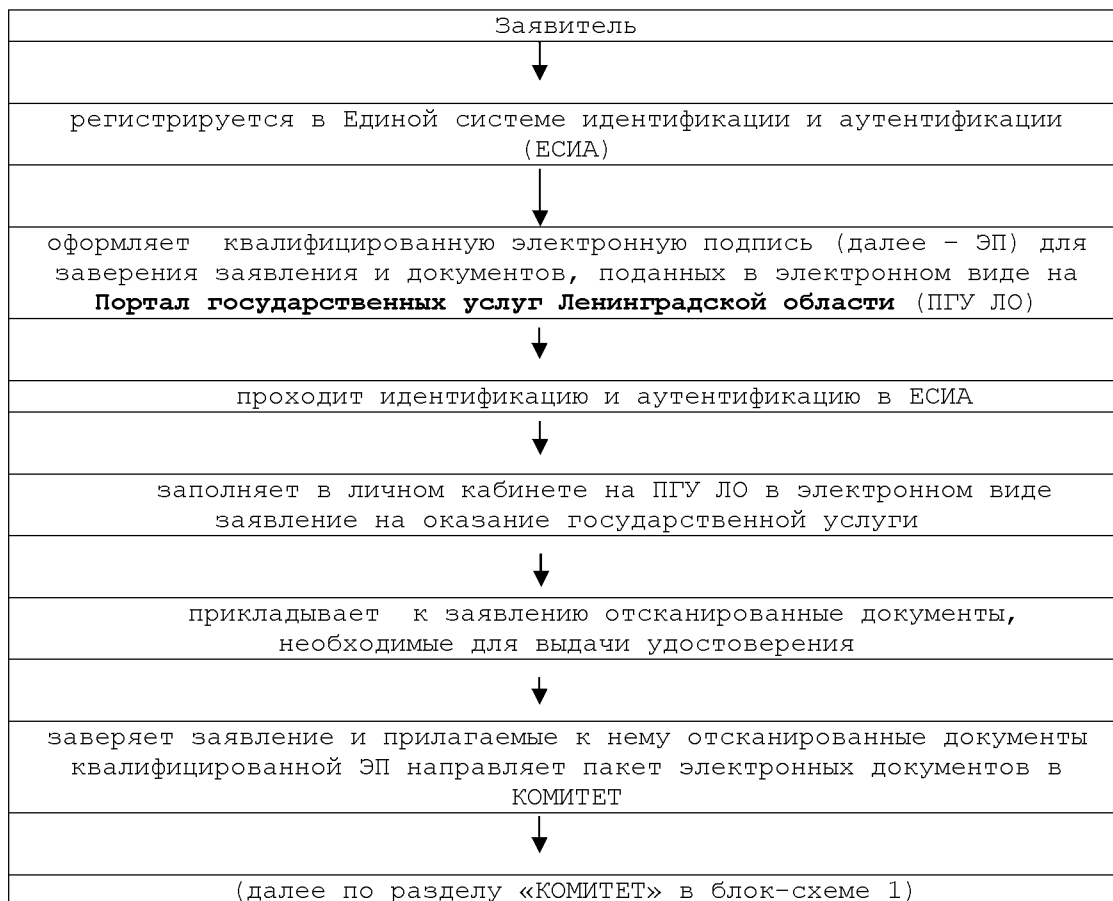 Заявитель
регистрируется в Единой системе идентификации и аутентификации
(ЕСИА)
оформляет квалифицированную электронную подпись (далее – ЭП) для
заверения заявления и документов, поданных в электронном виде на
Портал государственных услуг Ленинградской области (ПГУ ЛО)
проходит идентификацию и аутентификацию в ЕСИА
заполняет в личном кабинете на ПГУ ЛО в электронном виде
заявление на оказание государственной услуги
прикладывает к заявлению отсканированные документы,
необходимые для выдачи удостоверения
заверяет заявление и прилагаемые к нему отсканированные документы
квалифицированной ЭП направляет пакет электронных документов в
КОМИТЕТ
(далее по разделу «КОМИТЕТ» в блок-схеме 1)